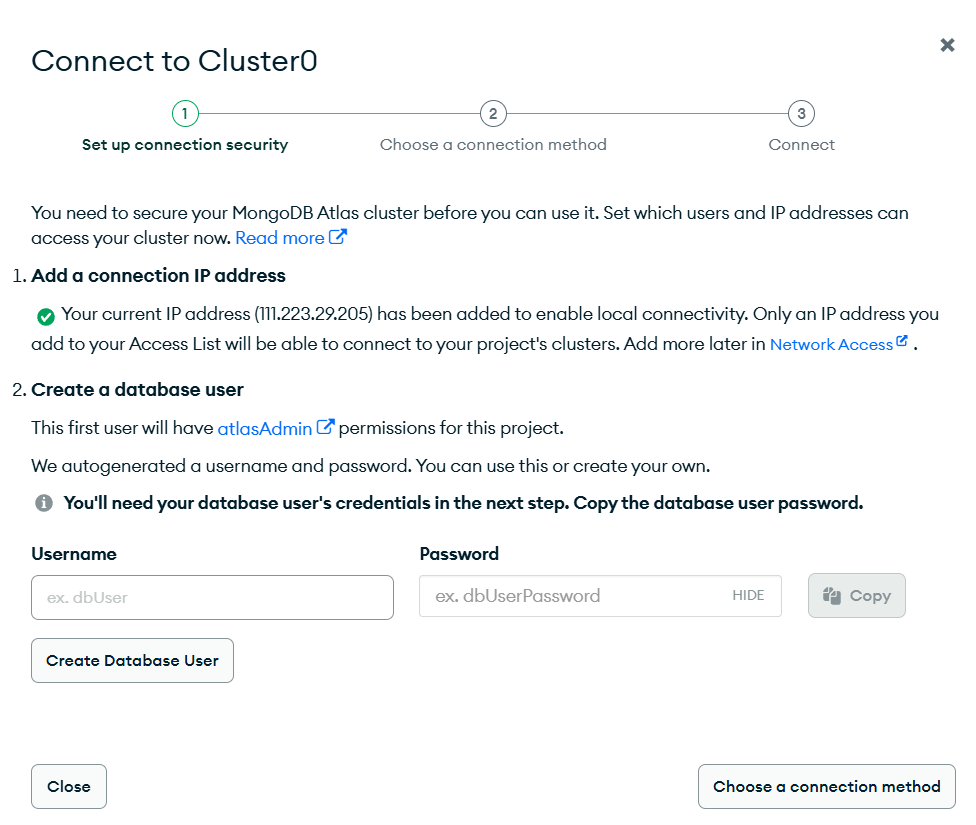 Connect to Cluster0
1
2
3
Set up connection security
Choose a connection method
Connect
You need to secure your MongoDB Atlas cluster before you can use it. Set which users and IP addresses can
access your cluster now. Read more
1. Add a connection IP address
Your current IP address (111.223.29.205) has been added to enable local connectivity. Only an IP address you
add to your Access List will be able to connect to your project's clusters. Add more later in Network Access .
2. Create a database user
This first user will have atlasAdmin permissions for this project.
We autogenerated a username and password. You can use this or create your own.
You'll need your database user's credentials in the next step. Copy the database user password.
Username
Password
ex. dbUser
ex. dbUserPassword
HIDE
Copy
Create Database User
Close
Choose a connection method